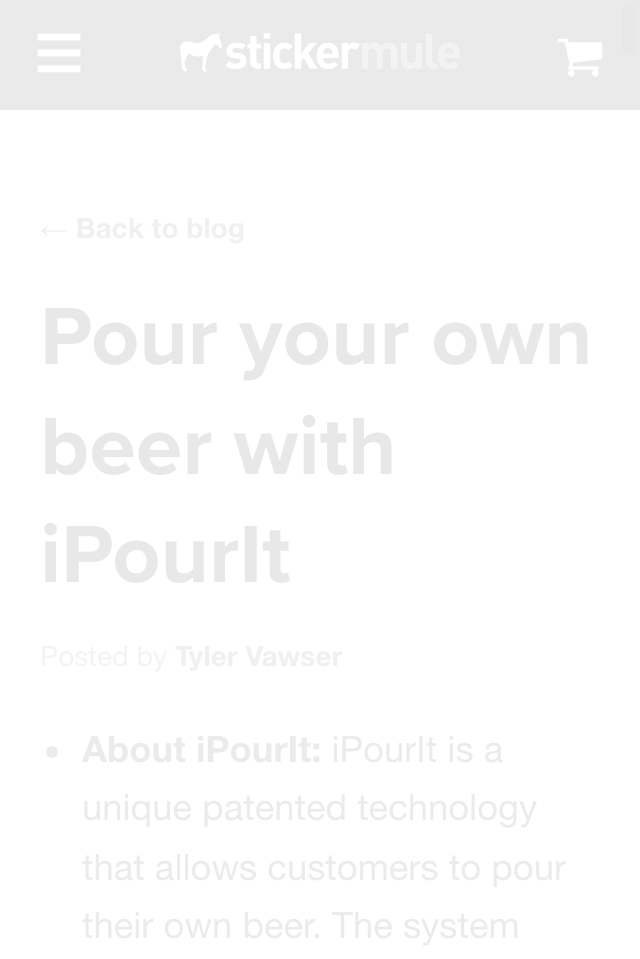 stickermule
← Back to blog
Pour your own
beer with
iPourIt
Posted by Tyler Vawser
• About iPourIt: iPourIt is a
unique patented technology
that allows customers to pour
their own beer. The system